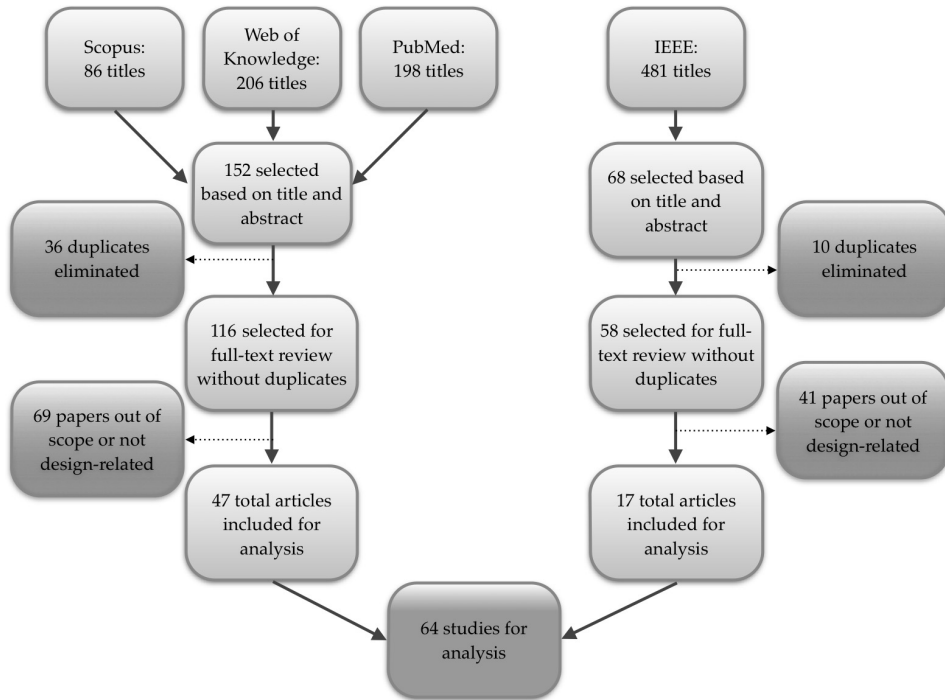 Scopus:
86 titles
Web of
Knowledge:
206 titles
PubMed:
198 titles
IEEE:
481 titles
152 selected
based on title and
abstract
68 selected based
on title and
abstract
36 duplicates
eliminated
10 duplicates
eliminated
116 selected for
full-text review
without duplicates
58 selected for full-
text review without
duplicates
69 papers out of
scope or not
design-related
41 papers out of
scope or not
design-related
47 total articles
included for
analysis
17 total articles
included for
analysis
64 studies for
analysis